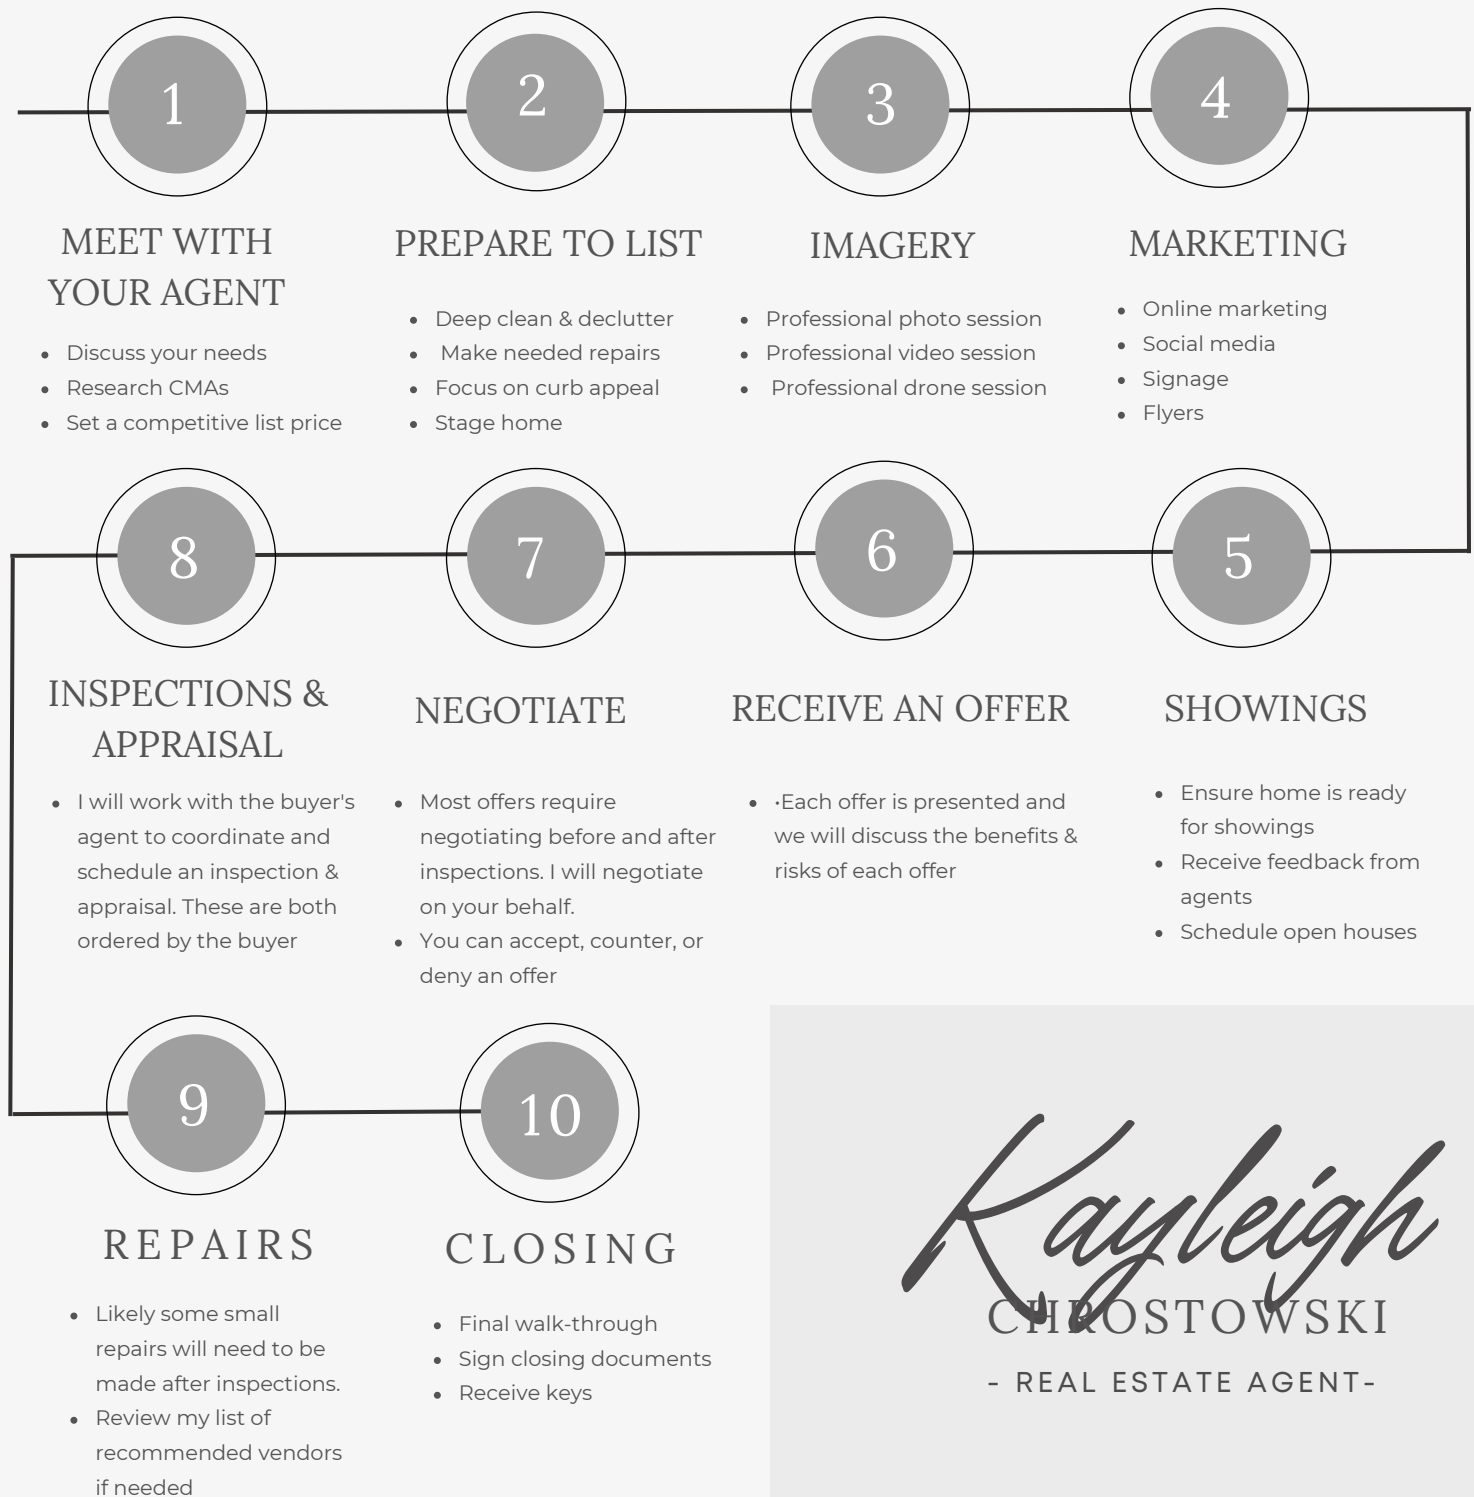 1
MEET WITH
YOUR AGENT
• Discuss your needs
• Research CMAs
• Set a competitive list price
2
PREPARE TO LIST
• Deep clean & declutter
• Make needed repairs
• Focus on curb appeal
• Stage home
3
IMAGERY
• Professional photo session
• Professional video session
• Professional drone session
4
MARKETING
• Online marketing
• Social media
• Signage
• Flyers
5
SHOWINGS
• Ensure home is ready
for showings
• Receive feedback from
agents
• Schedule open houses
6
RECEIVE AN OFFER
• ·Each offer is presented and
we will discuss the benefits &
risks of each offer
7
NEGOTIATE
• Most offers require
negotiating before and after
inspections. I will negotiate
on your behalf.
• You can accept, counter, or
deny an offer
8
INSPECTIONS &
APPRAISAL
• I will work with the buyer's
agent to coordinate and
schedule an inspection &
appraisal. These are both
ordered by the buyer
9
REPAIRS
• Likely some small
repairs will need to be
made after inspections.
• Review my list of
recommended vendors
if needed
10
CLOSING
• Final walk-through
• Sign closing documents
• Receive keys
Kayleigh
CHROSTOWSKI
- REAL ESTATE AGENT-